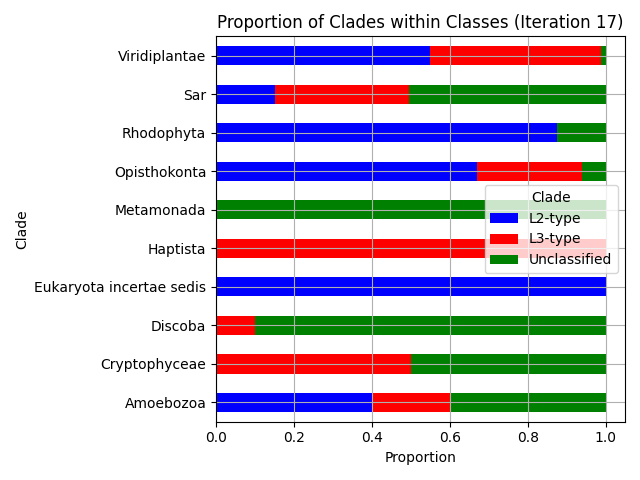 Proportion of Clades within Classes (Iteration 17)
Clade
Viridiplantae
Sar
Rhodophyta
Opisthokonta
Metamonada
Haptista
Eukaryota incertae sedis
Discoba
Cryptophyceae
Amoebozoa
Clade
L2-type
L3-type
Unclassified
0.0 0.2 0.4 0.6 0.8 1.0
Proportion